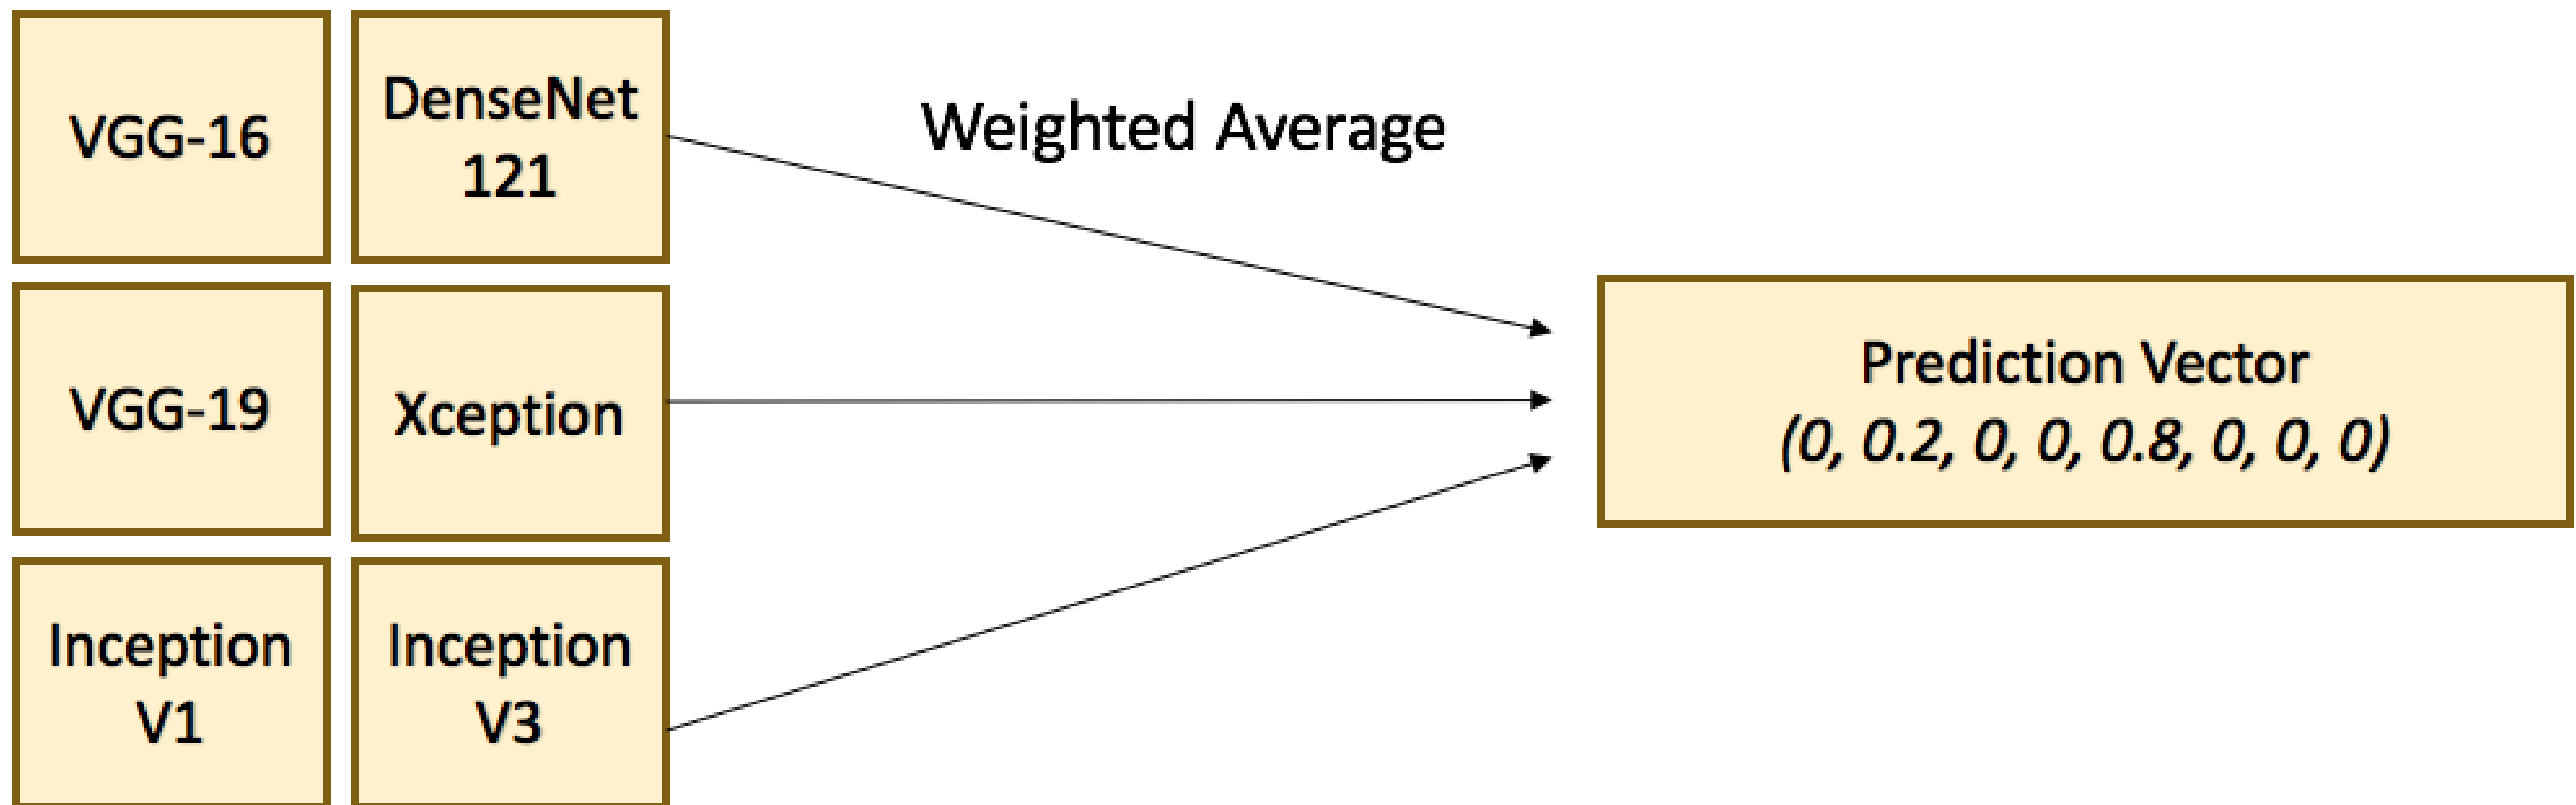 VGG-16
DenseNet
121
Weighted Average
VGG-19
Xception
Prediction Vector
(0, 0.2, 0, 0, 0.8, 0, 0, 0)
Inception
V1
Inception
V3